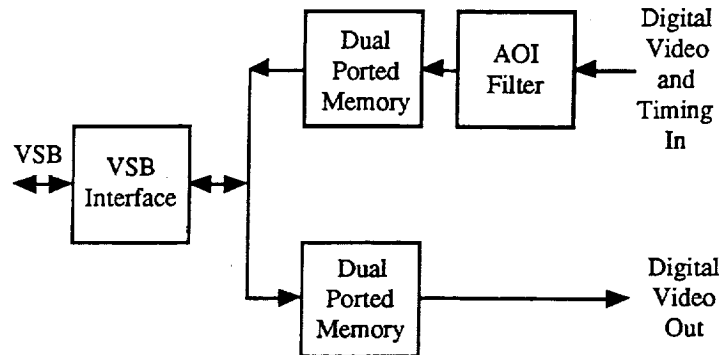 Dual
Ported
Memory
AOI
Filter
Digital
Video
and
Timing
In
VSB
VSB
Interface
Dual
Ported
Memory
Digital
Video
Out